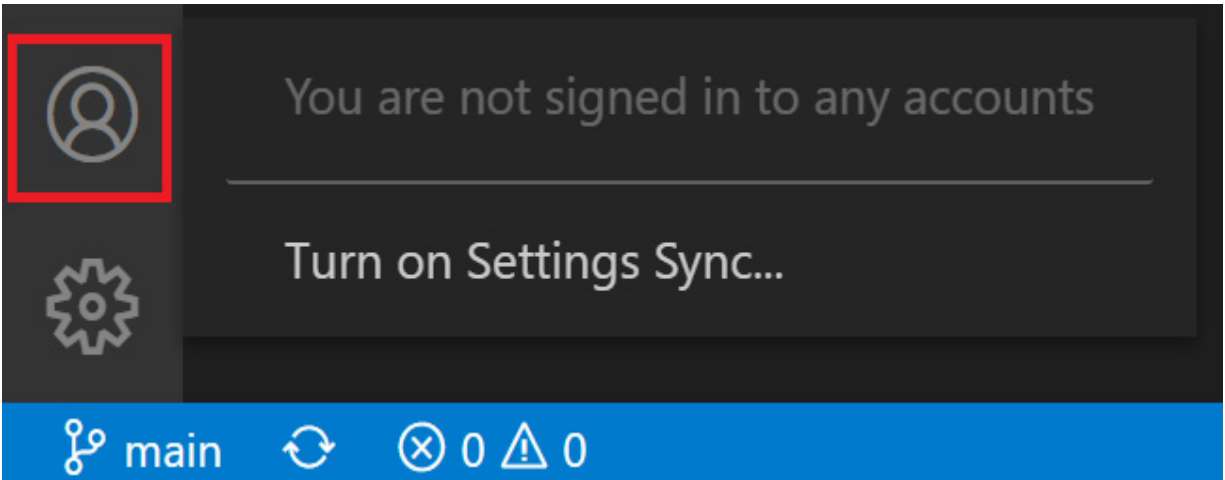 You are not signed in to any accounts
Turn on Settings Sync...
main 0 0